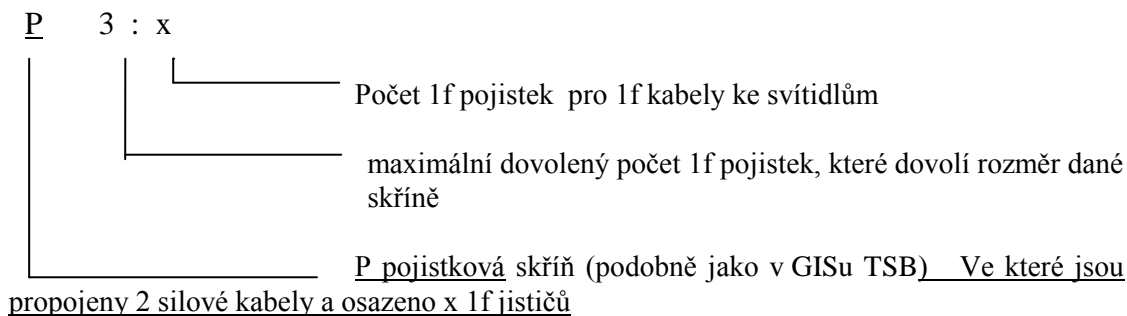 P 3 : x
Počet 1f pojistek pro 1f kabely ke svítidlům
maximální dovolený počet 1f pojistek, které dovolí rozměr dané
skříně
P pojistková skříň (podobně jako v GISu TSB) Ve které jsou
propojeny 2 silové kabely a osazeno x 1f jističů